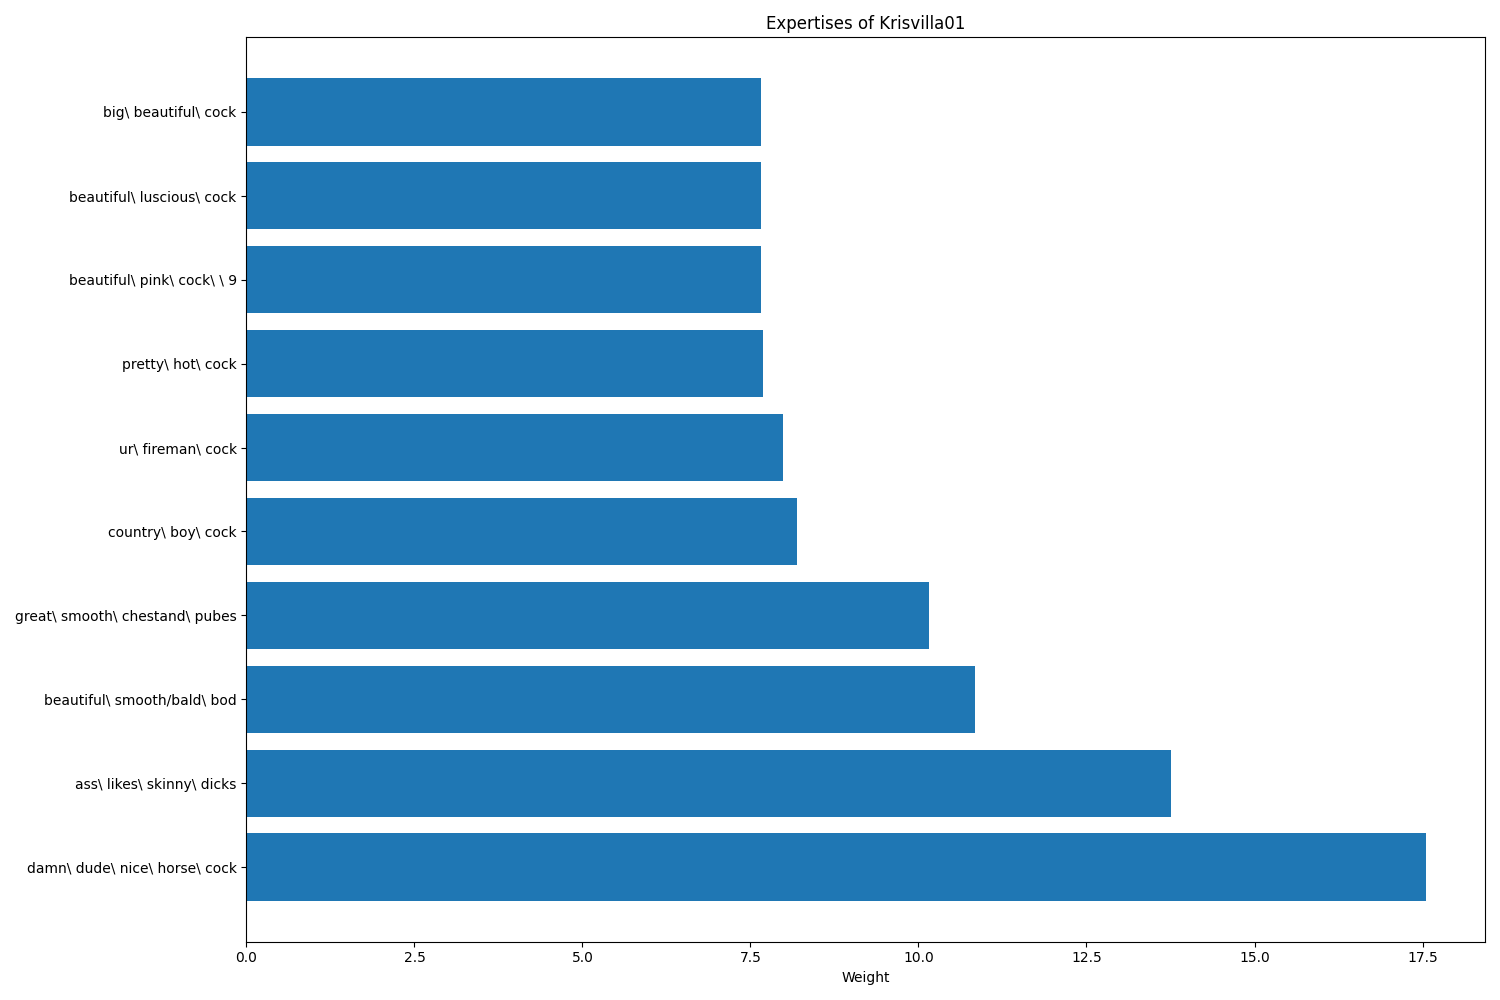 Expertises of Krisvilla01
big\ beautiful\ cock
beautiful\ luscious\ cock
beautiful\ pink\ cock\ \ 9
pretty\ hot\ cock
ur\ fireman\ cock
country\ boy\ cock
great\ smooth\ chestand\ pubes
beautiful\ smooth/bald\ bod
ass\ likes\ skinny\ dicks
damn\ dude\ nice\ horse\ cock
0.0 2.5 5.0 7.5 10.0 12.5 15.0 17.5
Weight